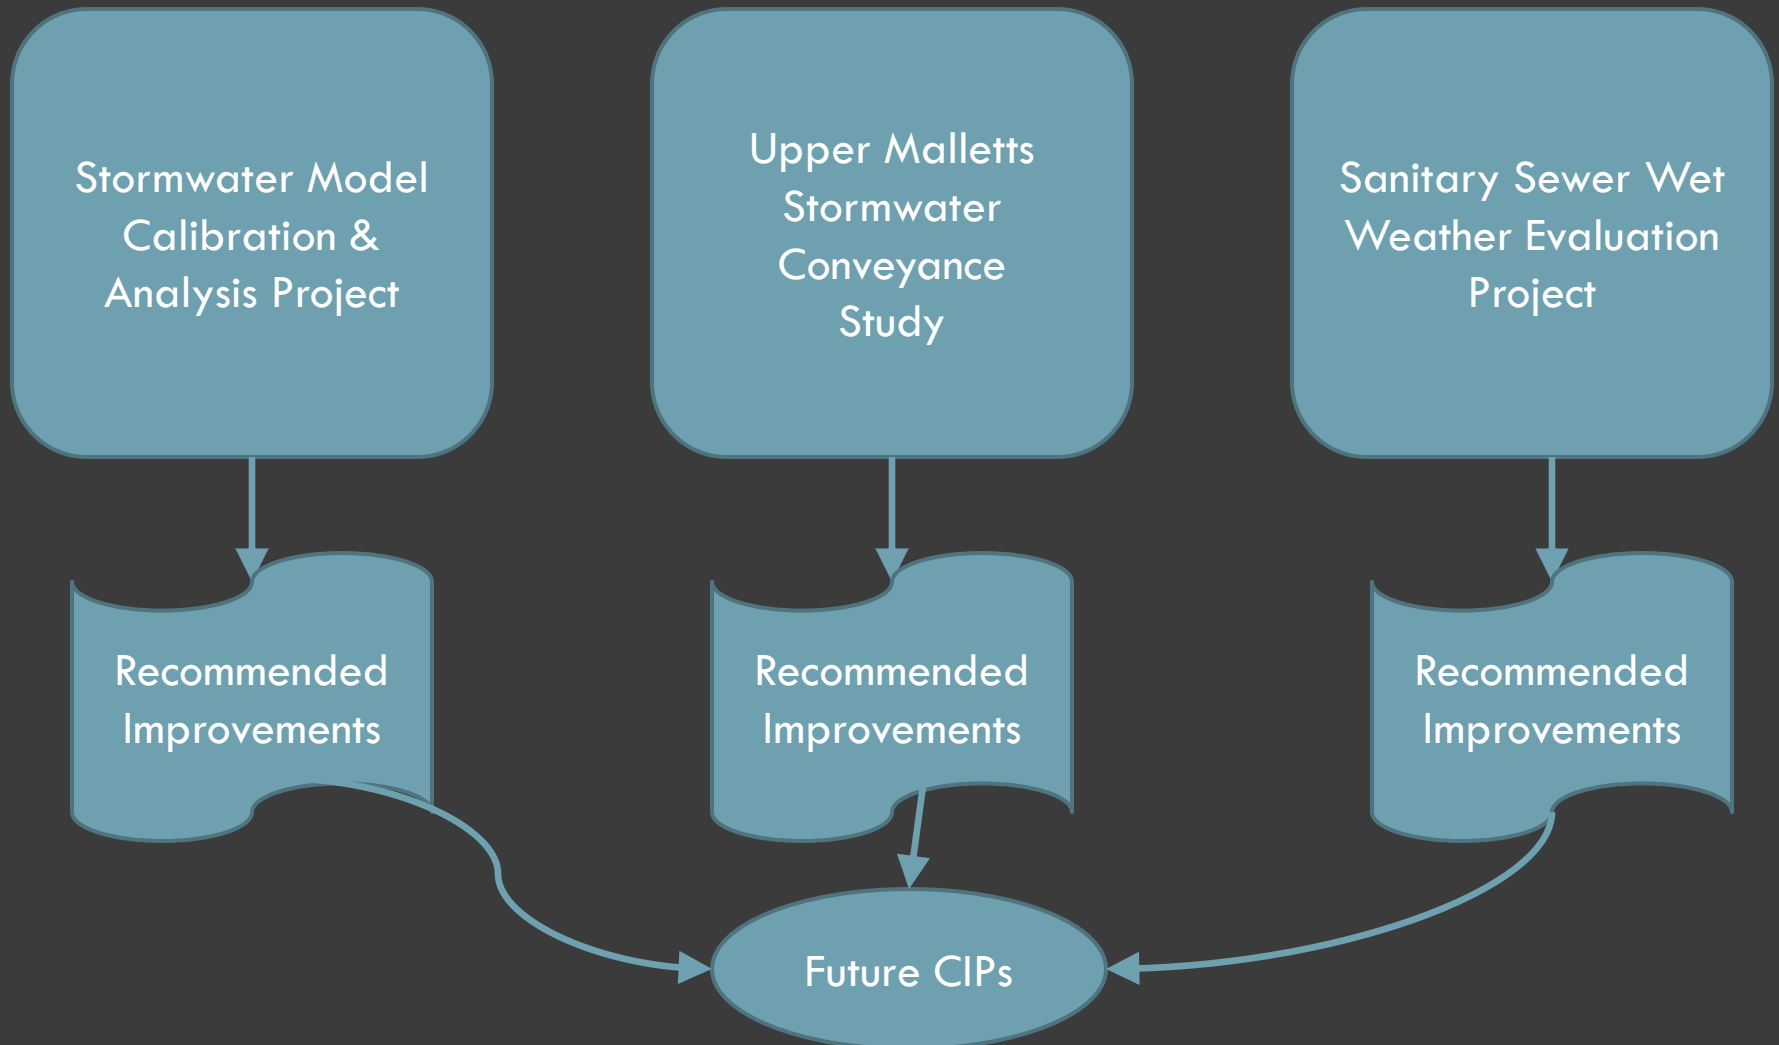 Stormwater Model
Calibration &
Analysis Project
Upper Malletts
Stormwater
Conveyance
Study
Sanitary Sewer Wet
Weather Evaluation
Project
Recommended
Improvements
Recommended
Improvements
Recommended
Improvements
Future CIPs